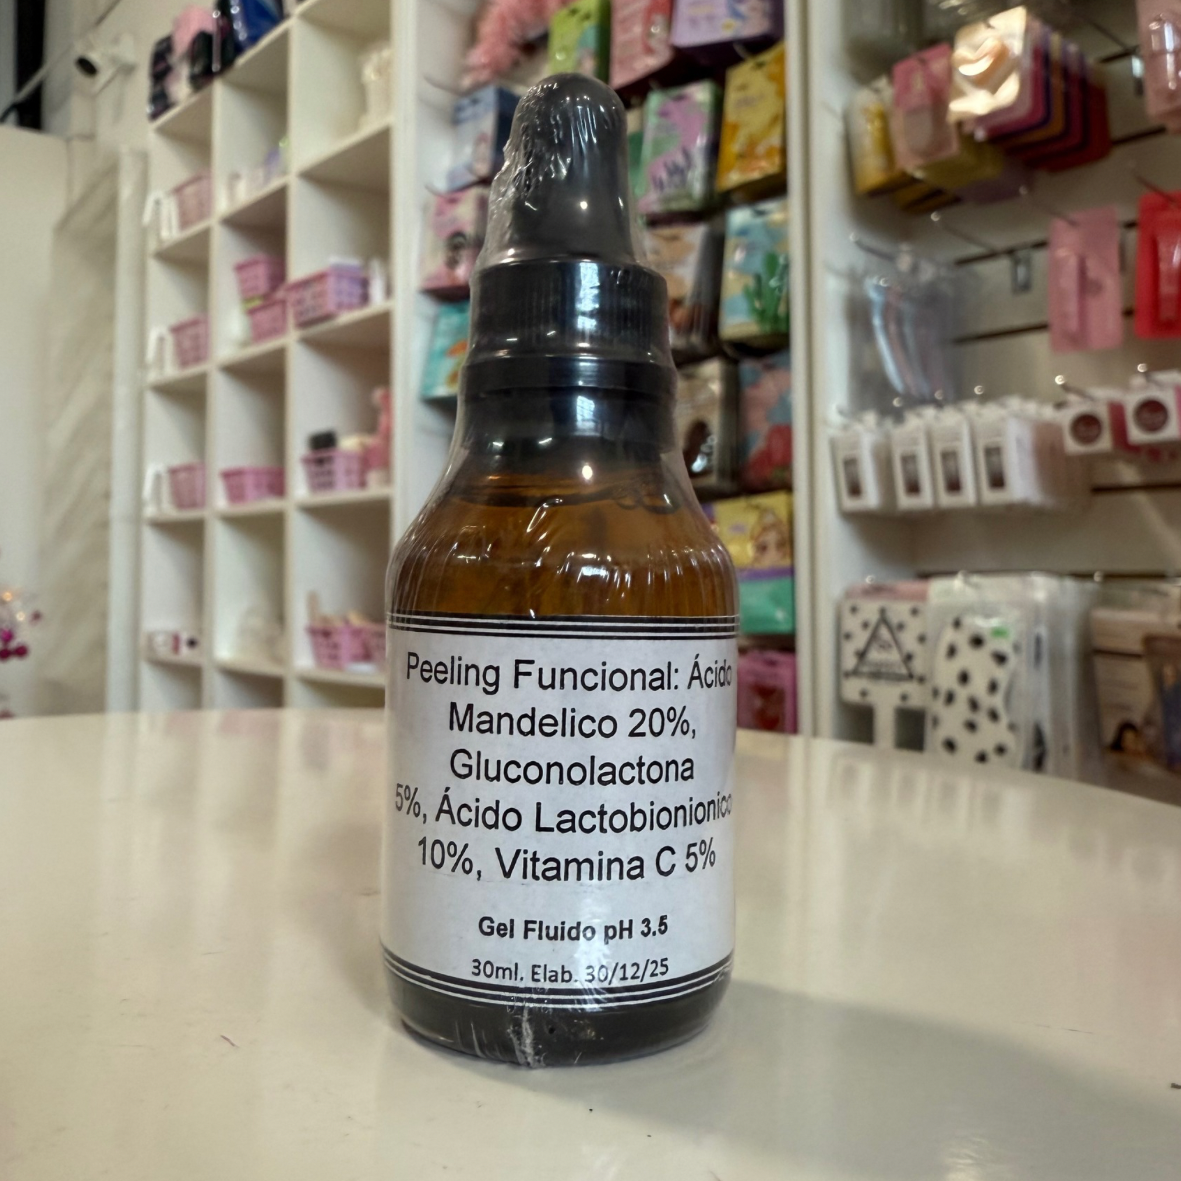 Peeling Funcional: Ácido
Mandelico 20%,
Gluconolactona
5%, Ácido Lactobionionico
10%, Vitamina C 5%
Gel Fluido pH 3.5
30ml. Elab. 30/12/25